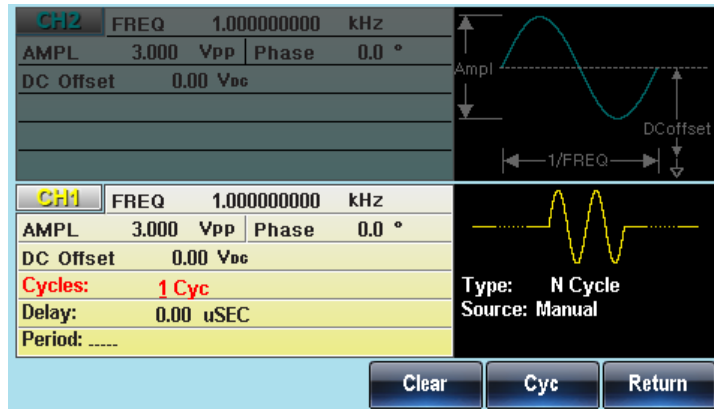 CH2 FREQ 1.000000000 kHz
AMPL 3.000 Vpp Phase 0.0 °
DC Offset 0.00 VDC
Ampl
DCoffset
1/FREQ
CH1 FREQ 1.000000000 kHz
AMPL 3.000 Vpp Phase 0.0 °
DC Offset 0.00 VDC
Cycles: 1 Cyc
Delay: 0.00 uSEC
Period: -----
Type: N Cycle
Source: Manual
Clear Cyc Return